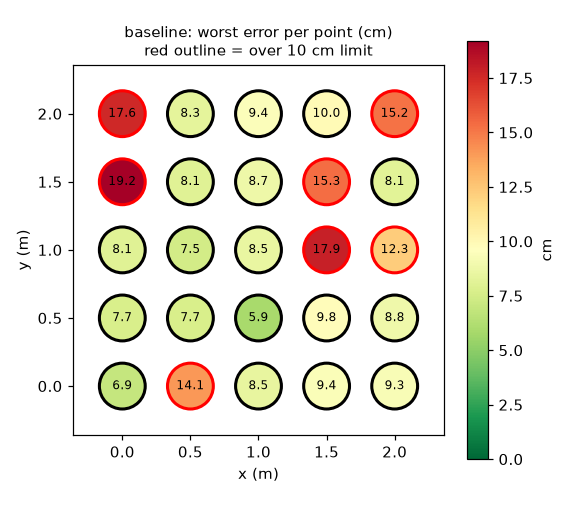 baseline: worst error per point (cm)
red outline = over 10 cm limit
17.6 8.3 9.4 10.0 15.2
19.2 8.1 8.7 15.3 8.1
8.1 7.5 8.5 17.9 12.3
7.7 7.7 5.9 9.8 8.8
6.9 14.1 8.5 9.4 9.3
2.0
1.5
1.0
0.5
0.0
y (m)
0.0 0.5 1.0 1.5 2.0
x (m)
17.5
15.0
12.5
10.0
7.5
5.0
2.5
0.0
cm